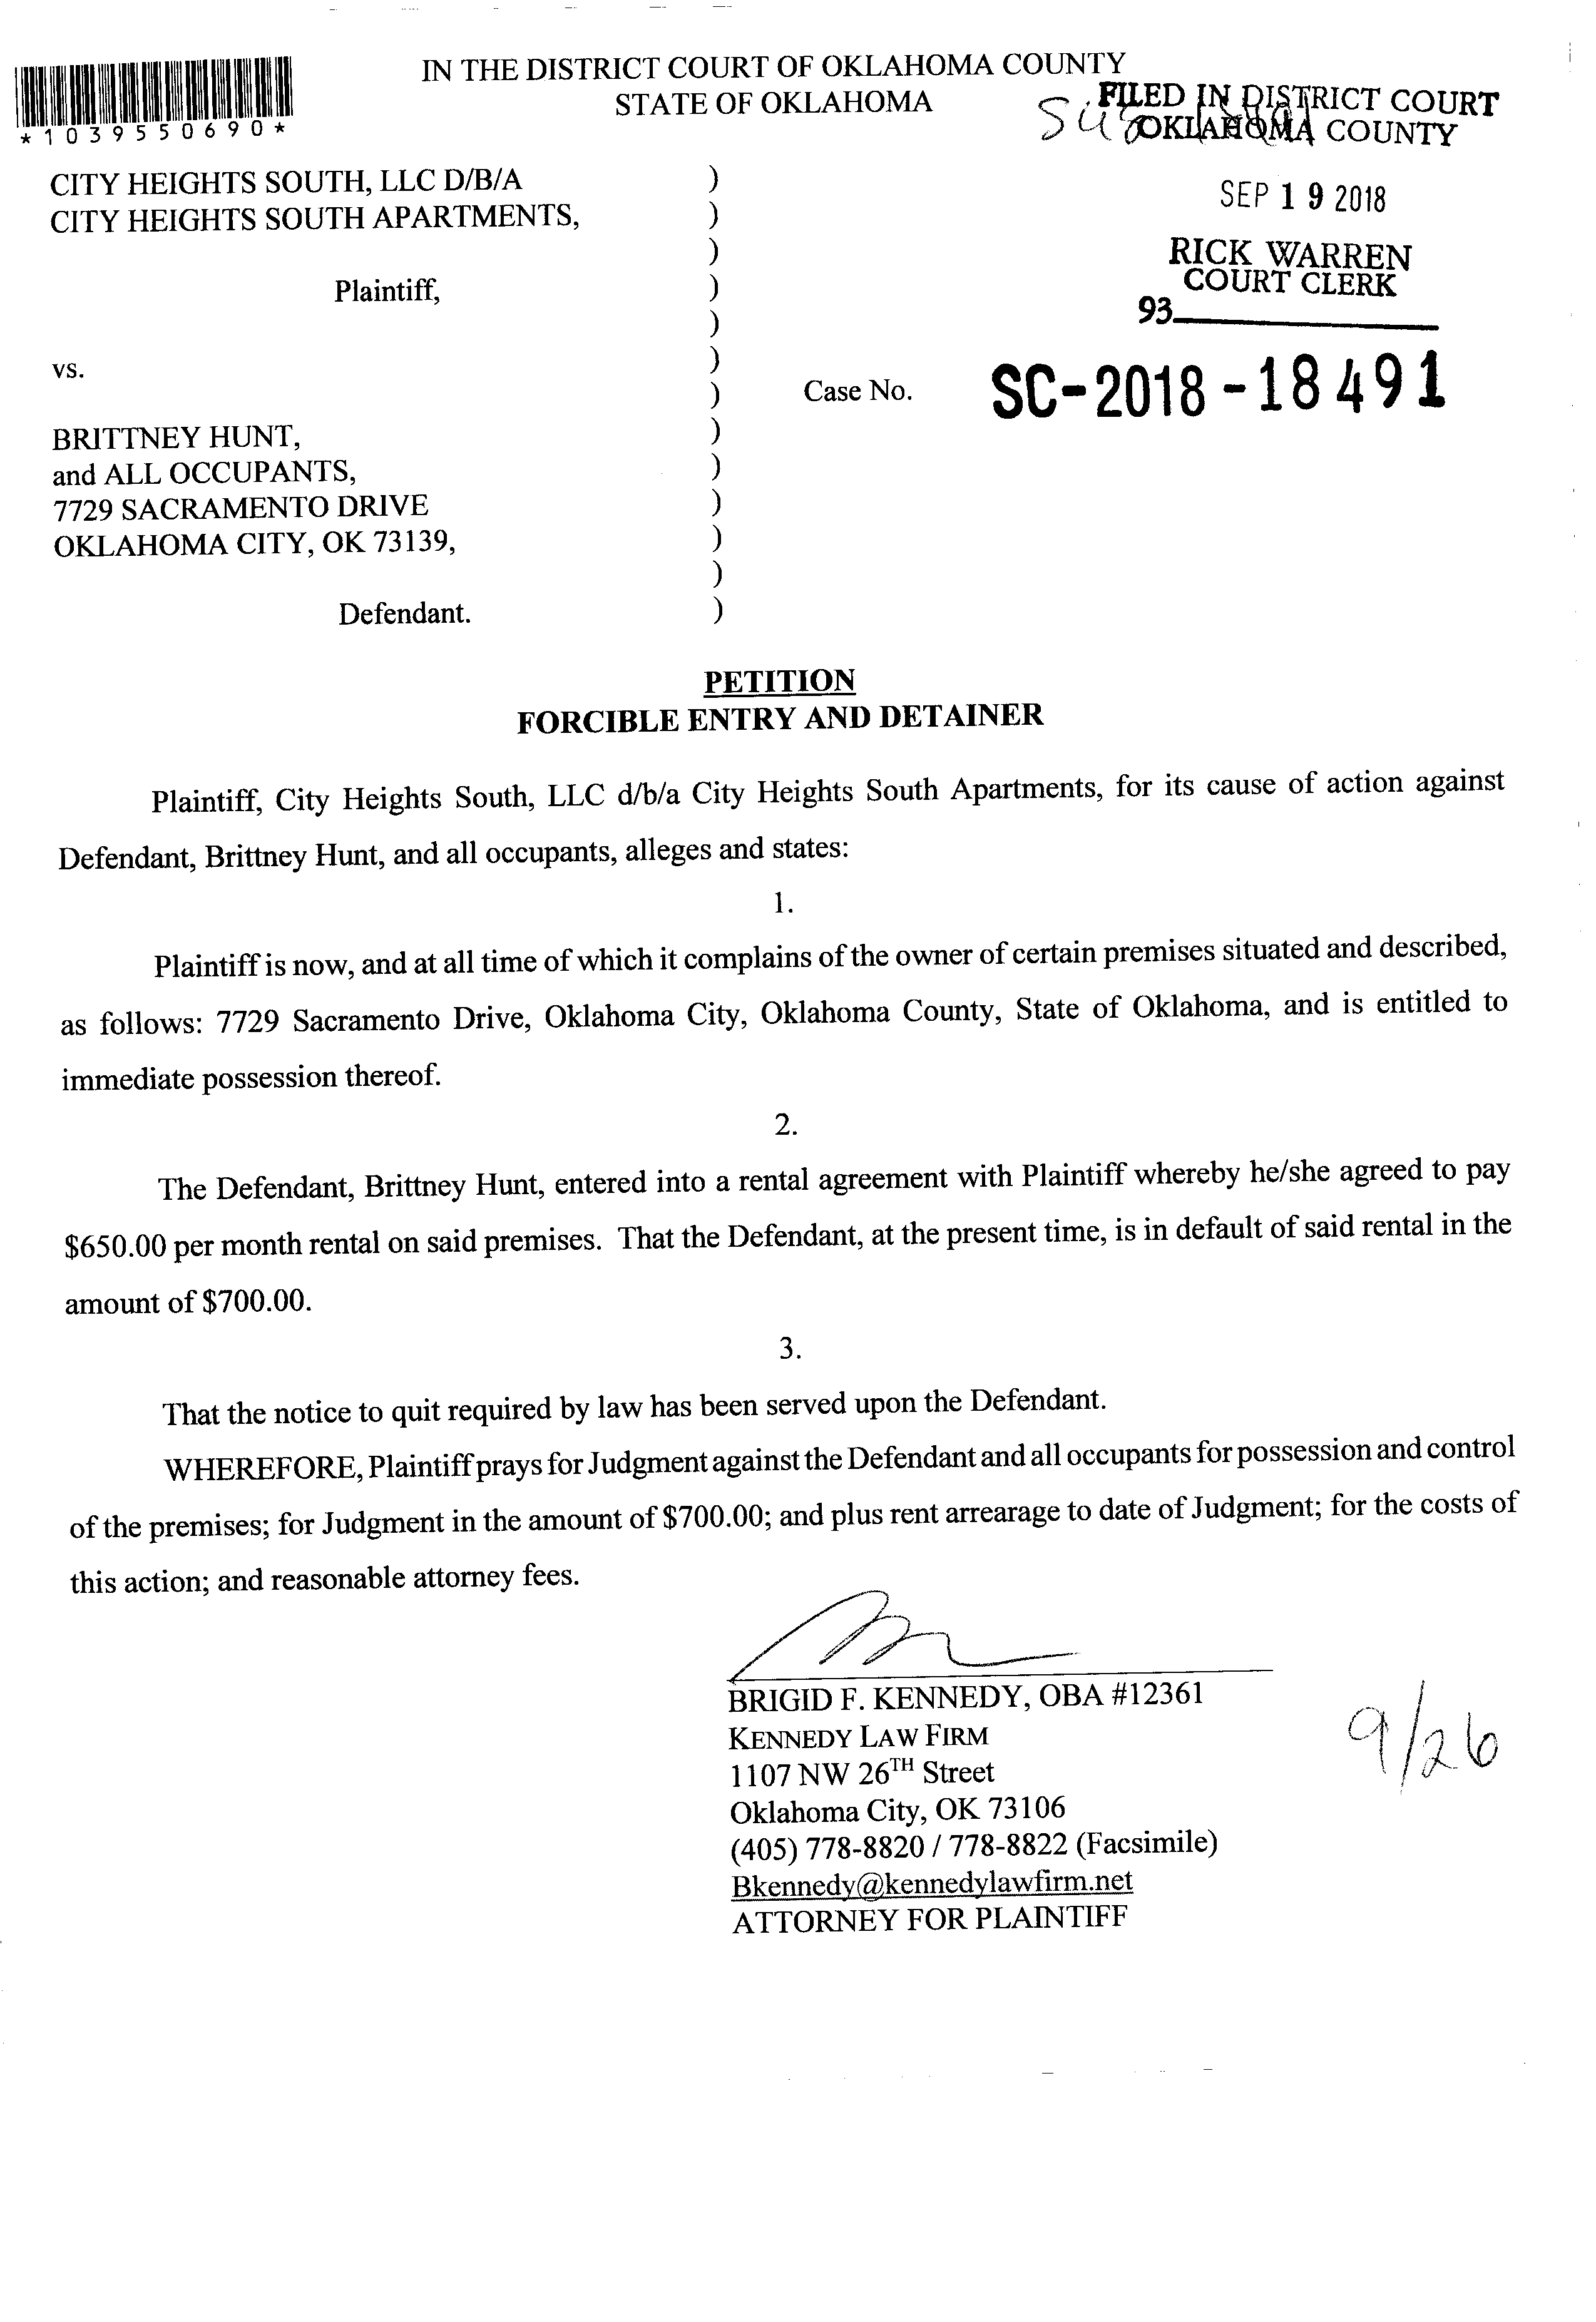 IN THE DISTRICT COURT OF OKLAHOMA COUNTY
STATE OF OKLAHOMA
*1039550690*
FILED IN DISTRICT COURT
OKLAHOMA COUNTY
SEP 19 2018
RICK WARREN
COURT CLERK
93
CITY HEIGHTS SOUTH, LLC D/B/A )
CITY HEIGHTS SOUTH APARTMENTS, )
)
Plaintiff, )
)
vs. )
) Case No. SC-2018-18491
BRITTNEY HUNT, )
and ALL OCCUPANTS, )
7729 SACRAMENTO DRIVE )
OKLAHOMA CITY, OK 73139, )
)
Defendant. )
PETITION
FORCIBLE ENTRY AND DETAINER
Plaintiff, City Heights South, LLC d/b/a City Heights South Apartments, for its cause of action against
Defendant, Brittney Hunt, and all occupants, alleges and states:
1.
Plaintiff is now, and at all time of which it complains of the owner of certain premises situated and described,
as follows: 7729 Sacramento Drive, Oklahoma City, Oklahoma County, State of Oklahoma, and is entitled to
immediate possession thereof.
2.
The Defendant, Brittney Hunt, entered into a rental agreement with Plaintiff whereby he/she agreed to pay
$650.00 per month rental on said premises. That the Defendant, at the present time, is in default of said rental in the
amount of $700.00.
3.
That the notice to quit required by law has been served upon the Defendant.
WHEREFORE, Plaintiff prays for Judgment against the Defendant and all occupants for possession and control
of the premises; for Judgment in the amount of $700.00; and plus rent arrearage to date of Judgment; for the costs of
this action; and reasonable attorney fees.
BRIGID F. KENNEDY, OBA #12361
KENNEDY LAW FIRM
1107 NW 26TH Street
Oklahoma City, OK 73106
(405) 778-8820 / 778-8822 (Facsimile)
Bkennedy@kennedylawfirm.net
ATTORNEY FOR PLAINTIFF
9/26